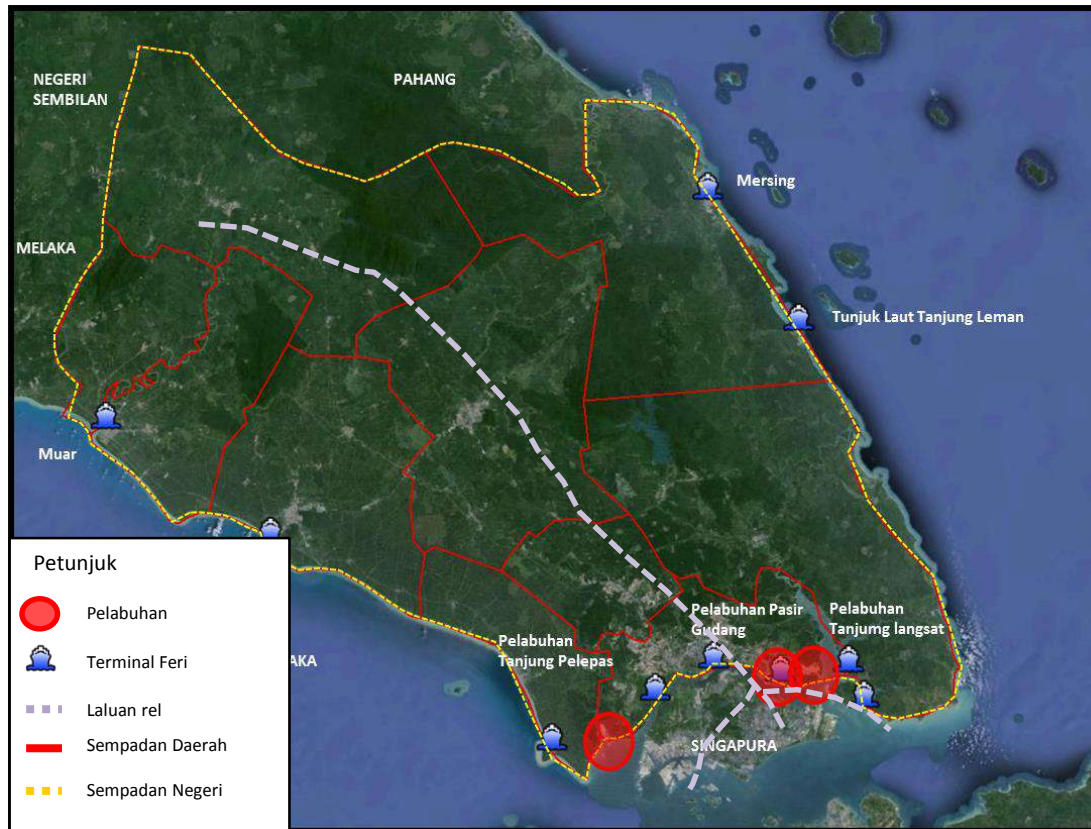 NEGERI
SEMBILAN
PAHANG
Mersing
MELAKA
Tunjuk Laut Tanjung Leman
Muar
Petunjuk
Pelabuhan
Terminal Feri
Laluan rel
Sempadan Daerah
Sempadan Negeri
AKA
Pelabuhan
Tanjung Pelepas
Pelabuhan Pasir
Gudang
Pelabuhan
Tanjumg langsat
SINGAPURA